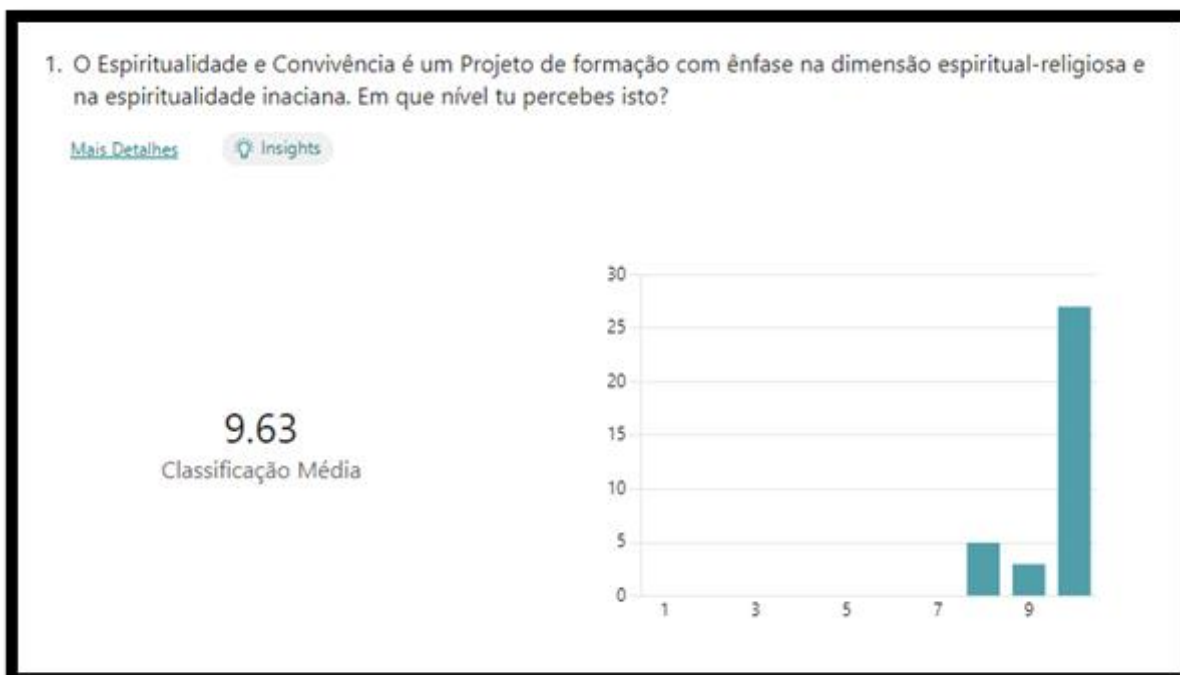 1. O Espiritualidade e Convivência é um Projeto de formação com ênfase na dimensão espiritual-religiosa e
na espiritualidade inaciana. Em que nível tu percebes isto?
Mais Detalhes
Insights
9.63
Classificação Média
30
25
20
15
10
5
0
1 3 5 7 9